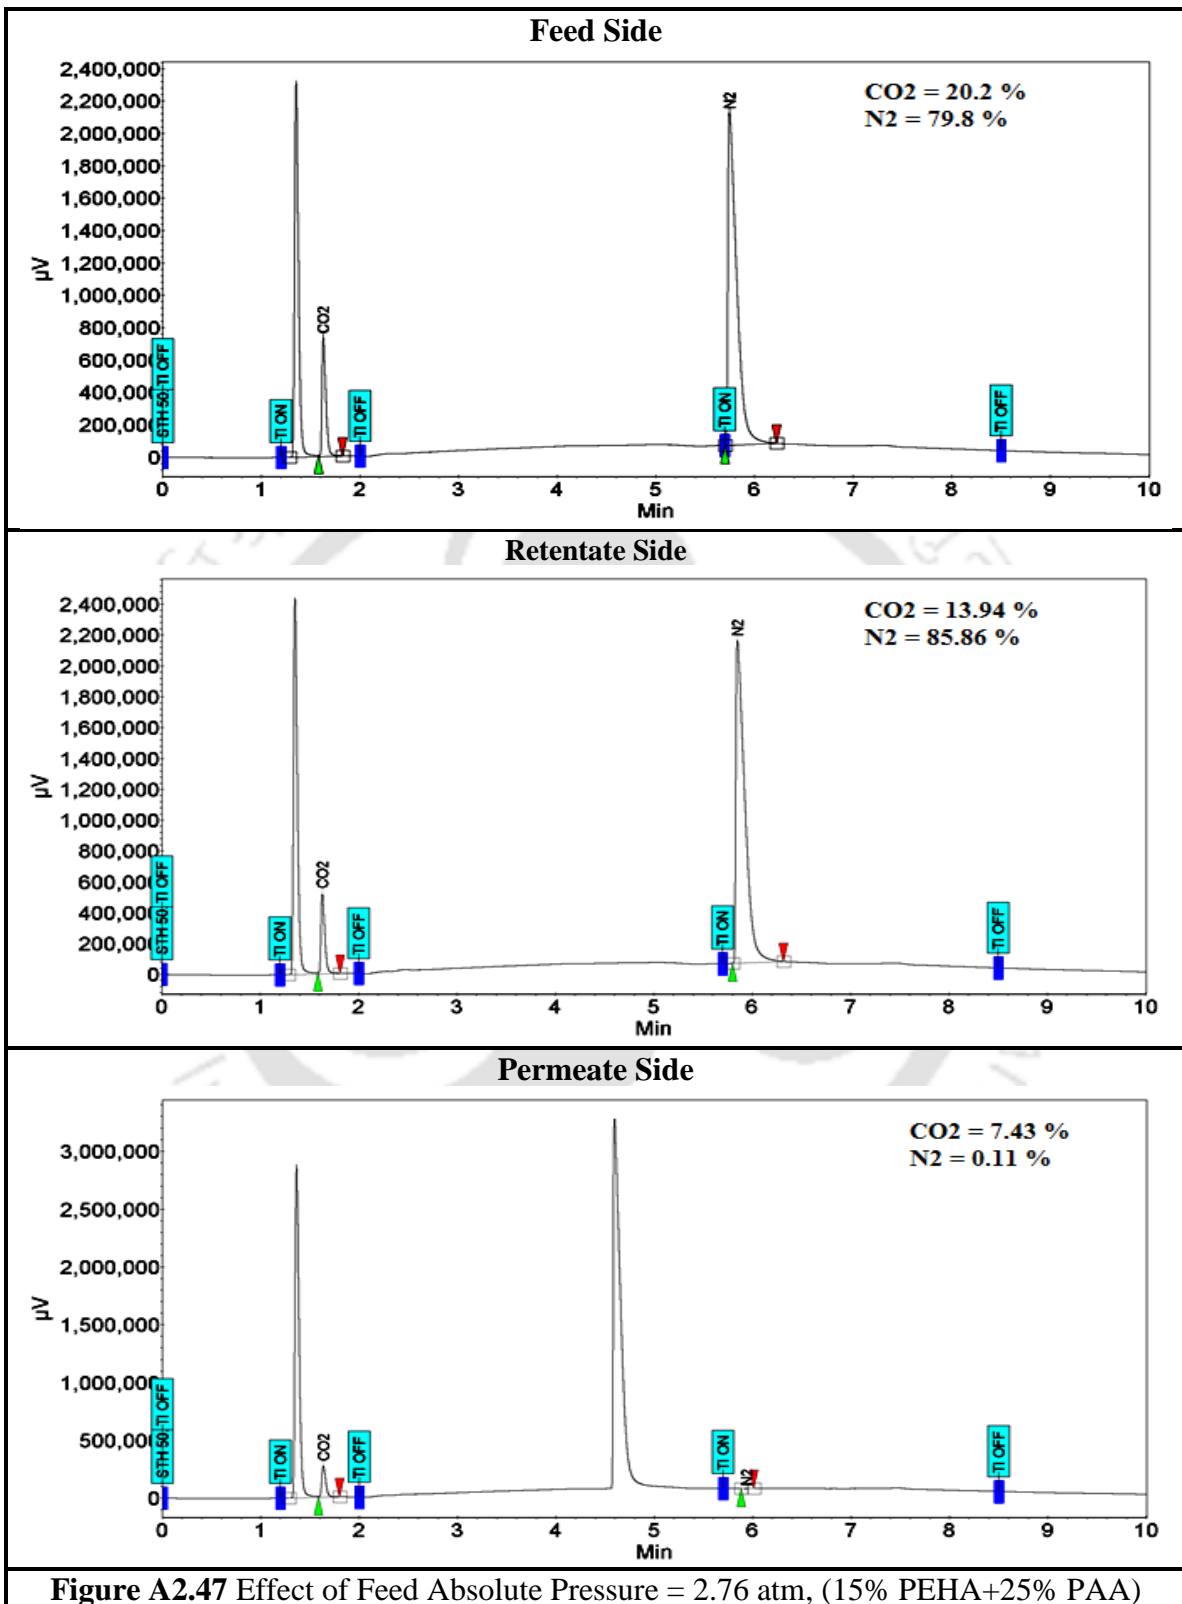 Feed Side
CO2 = 20.2 %
N2 = 79.8 %
2,400,000
2,200,000
2,000,000
1,800,000
1,600,000
1,400,000
1,200,000
1,000,000
800,000
600,000
400,000
200,000
0
µV
STH 50 TI OFF
TI ON
CO2
TI OFF
N2
TI ON
TI OFF
0 1 2 3 4 5 6 7 8 9 10
Min
Retentate Side
CO2 = 13.94 %
N2 = 85.86 %
2,400,000
2,200,000
2,000,000
1,800,000
1,600,000
1,400,000
1,200,000
1,000,000
800,000
600,000
400,000
200,000
0
µV
STH 50 TI OFF
TI ON
CO2
TI OFF
N2
TI ON
TI OFF
0 1 2 3 4 5 6 7 8 9 10
Min
Permeate Side
CO2 = 7.43 %
N2 = 0.11 %
3,000,000
2,500,000
2,000,000
1,500,000
1,000,000
500,000
0
µV
STH 50 TI OFF
TI ON
CO2
TI OFF
TI ON
N2
TI OFF
0 1 2 3 4 5 6 7 8 9 10
Min
Figure A2.47 Effect of Feed Absolute Pressure = 2.76 atm, (15% PEHA+25% PAA)